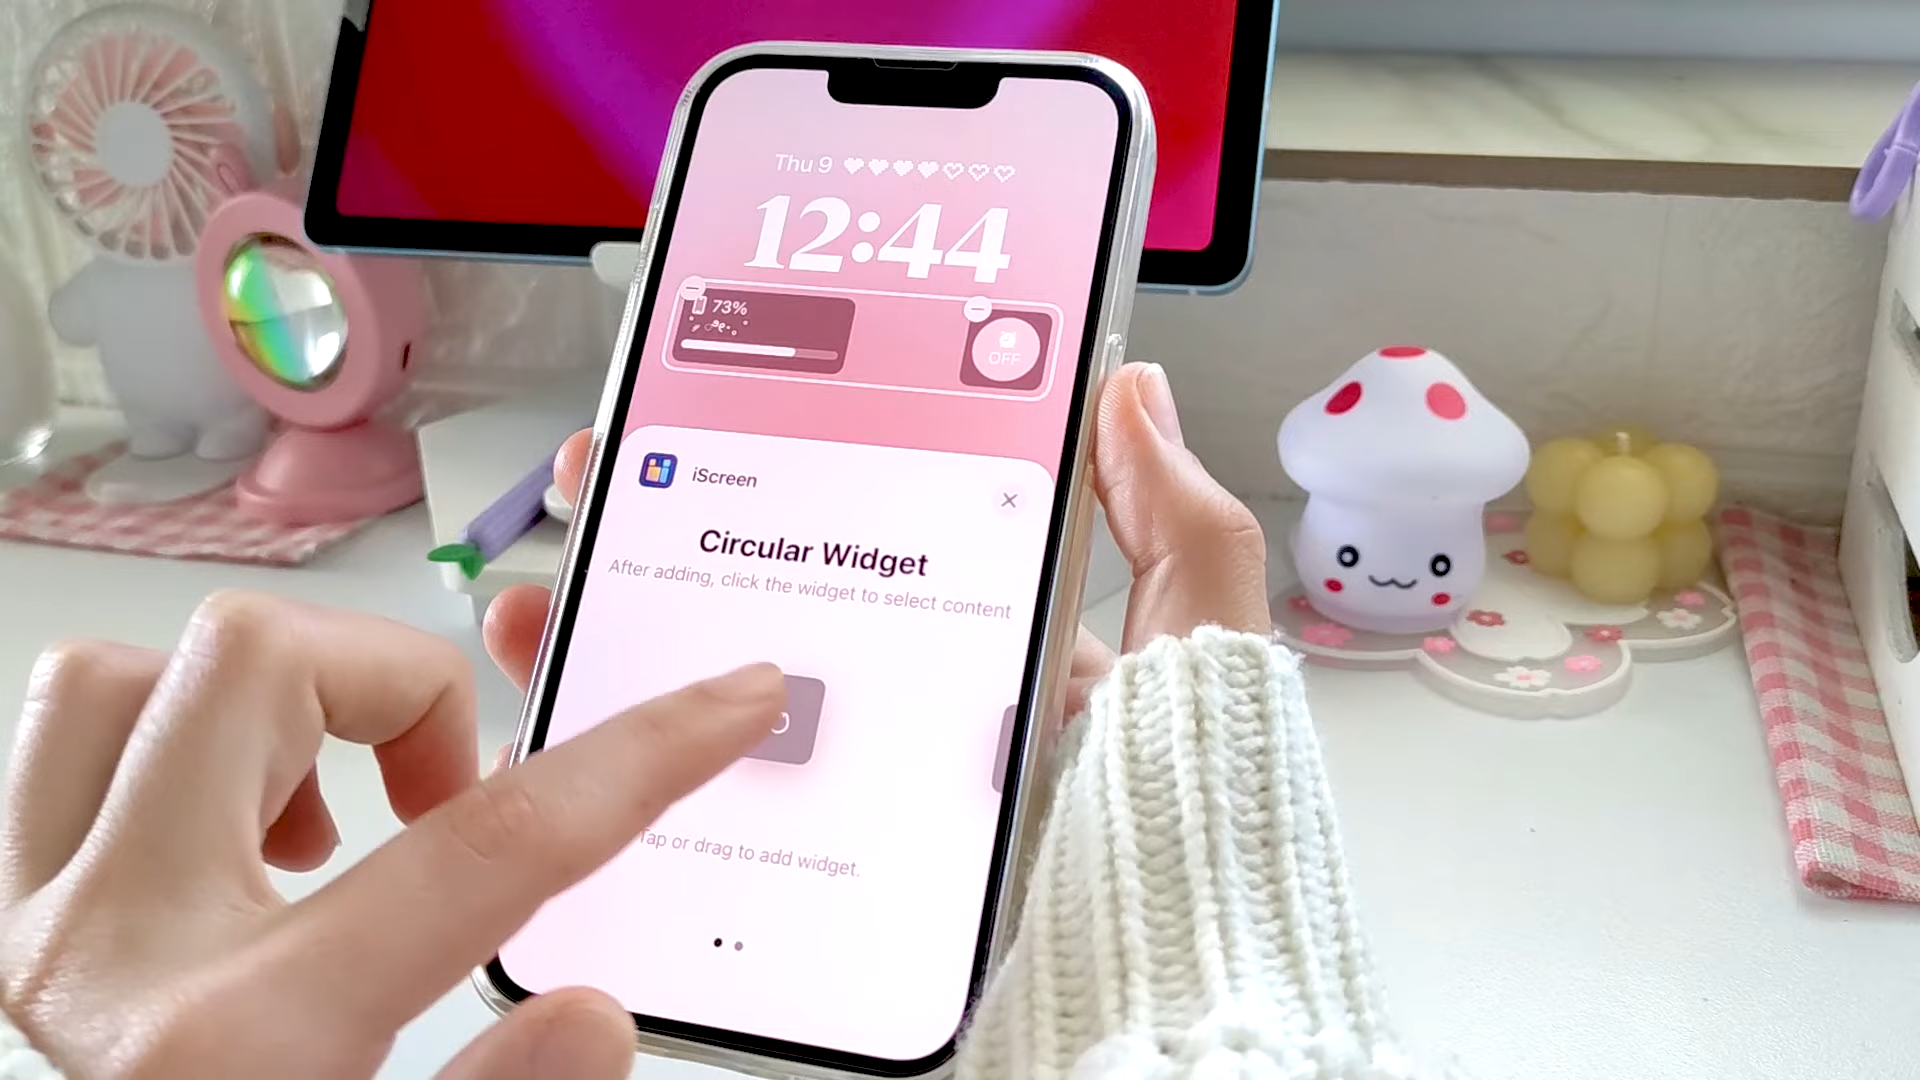 Thu 9
12:44
73%
OFF
iScreen
Circular Widget
After adding, click the widget to select content
Tap or drag to add widget.